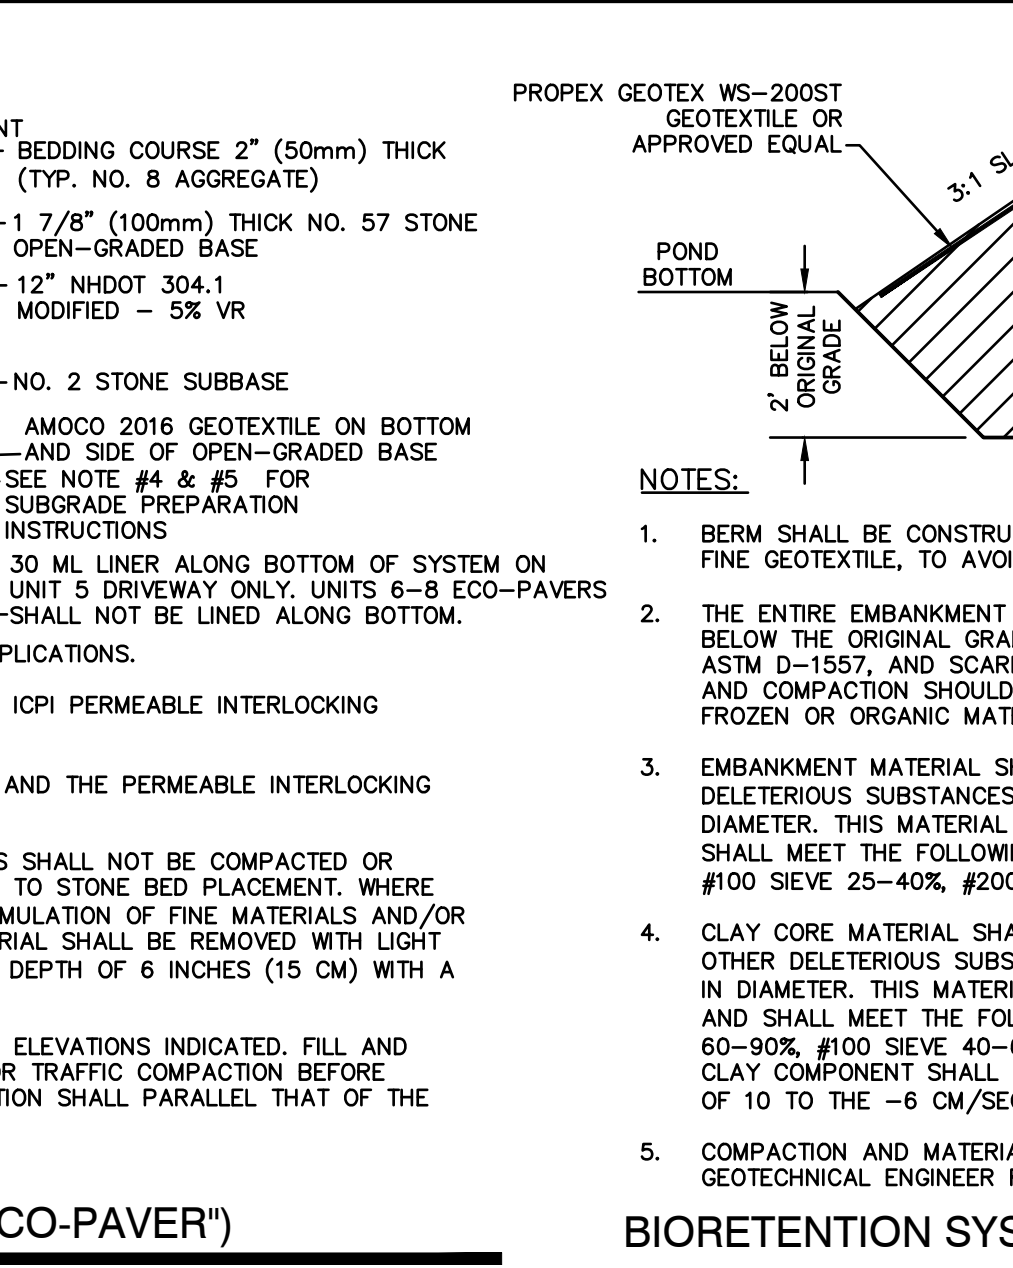 BEDDING COURSE 2" (50mm) THICK
(TYP. NO. 8 AGGREGATE)
1 7/8" (100mm) THICK NO. 57 STONE
OPEN-GRADED BASE
12" NHDOT 304.1
MODIFIED - 5% VR
NO. 2 STONE SUBBASE
AMOCO 2016 GEOTEXTILE ON BOTTOM
AND SIDE OF OPEN-GRADED BASE
SEE NOTE #4 & #5 FOR
SUBGRADE PREPARATION
INSTRUCTIONS
30 ML LINER ALONG BOTTOM OF SYSTEM ON
UNIT 5 DRIVEWAY ONLY. UNITS 6-8 ECO-PAVERS
SHALL NOT BE LINED ALONG BOTTOM.
PLICATIONS.
ICPI PERMEABLE INTERLOCKING
AND THE PERMEABLE INTERLOCKING
S SHALL NOT BE COMPACTED OR
TO STONE BED PLACEMENT. WHERE
MULATION OF FINE MATERIALS AND/OR
RIAL SHALL BE REMOVED WITH LIGHT
DEPTH OF 6 INCHES (15 CM) WITH A
ELEVATIONS INDICATED. FILL AND
OR TRAFFIC COMPACTION BEFORE
TION SHALL PARALLEL THAT OF THE
CO-PAVER")
PROPEX GEOTEX WS-200ST
GEOTEXTILE OR
APPROVED EQUAL
3:1 SL
POND
BOTTOM
2' BELOW
ORIGINAL
GRADE
NOTES:
1. BERM SHALL BE CONSTRU
FINE GEOTEXTILE, TO AVOI
2. THE ENTIRE EMBANKMENT
BELOW THE ORIGINAL GRA
ASTM D-1557, AND SCARI
AND COMPACTION SHOULD
FROZEN OR ORGANIC MATE
3. EMBANKMENT MATERIAL SH
DELETERIOUS SUBSTANCES
DIAMETER. THIS MATERIAL
SHALL MEET THE FOLLOWI
#100 SIEVE 25-40%, #200
4. CLAY CORE MATERIAL SHA
OTHER DELETERIOUS SUBS
IN DIAMETER. THIS MATERI
AND SHALL MEET THE FOL
60-90%, #100 SIEVE 40-6
CLAY COMPONENT SHALL
OF 10 TO THE -6 CM/SEC
5. COMPACTION AND MATERIA
GEOTECHNICAL ENGINEER
BIORETENTION SYS